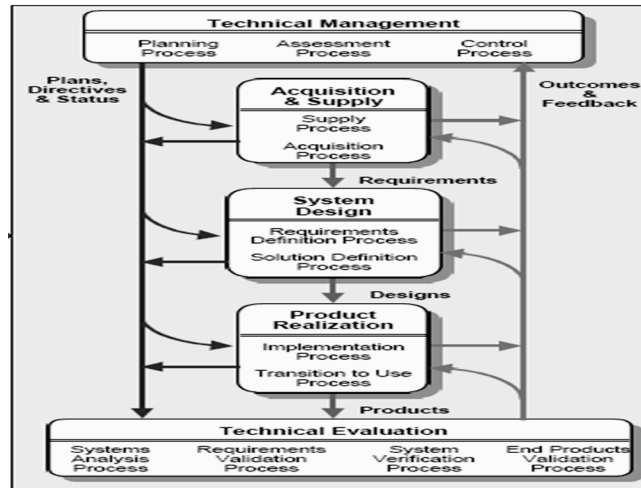 Technical Management
Planning Process
Assessment Process
Control Process
Plans,
Directives
& Status
Outcomes
&
Feedback
Acquisition
& Supply
Supply
Process
Acquisition
Process
Requirements
System
Design
Requirements
Definition Process
Solution Definition
Process
Designs
Product
Realization
Implementation
Process
Transition to Use
Process
Products
Technical Evaluation
Systems
Analysis
Process
Requirements
Validation
Process
System
Verification
Process
End Products
Validation
Process